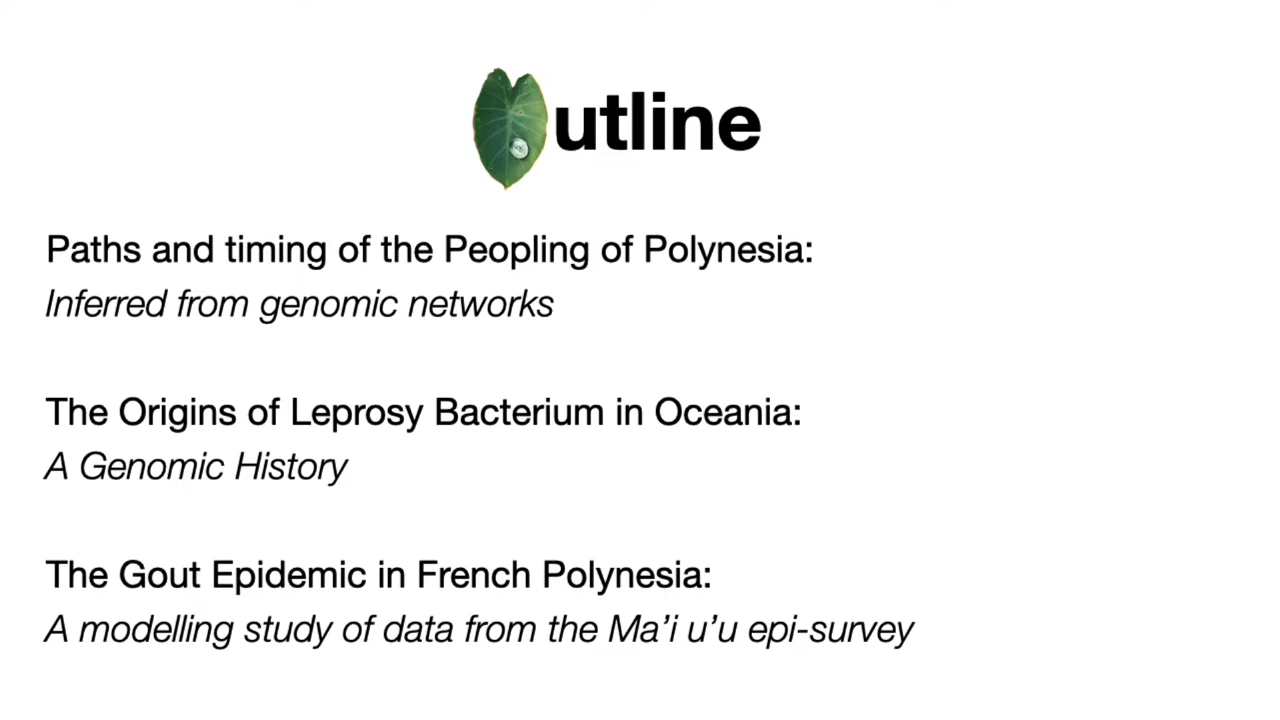 utline
Paths and timing of the Peopling of Polynesia:
Inferred from genomic networks
The Origins of Leprosy Bacterium in Oceania:
A Genomic History
The Gout Epidemic in French Polynesia:
A modelling study of data from the Ma’i u’u epi-survey